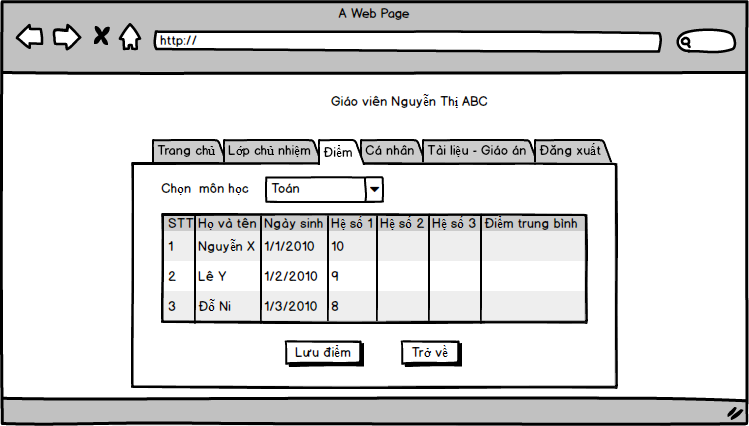 A Web Page
http://
Giáo viên Nguyễn Thị ABC
Trang chủ Lớp chủ nhiệm Điểm Cá nhân Tài liệu - Giáo án Đăng xuất
Chọn môn học Toán
STT Họ và tên Ngày sinh Hệ số 1 Hệ số 2 Hệ số 3 Điểm trung bình
1 Nguyễn X 1/1/2010 10
2 Lê Y 1/2/2010 9
3 Đỗ Ni 1/3/2010 8
Lưu điểm Trở về